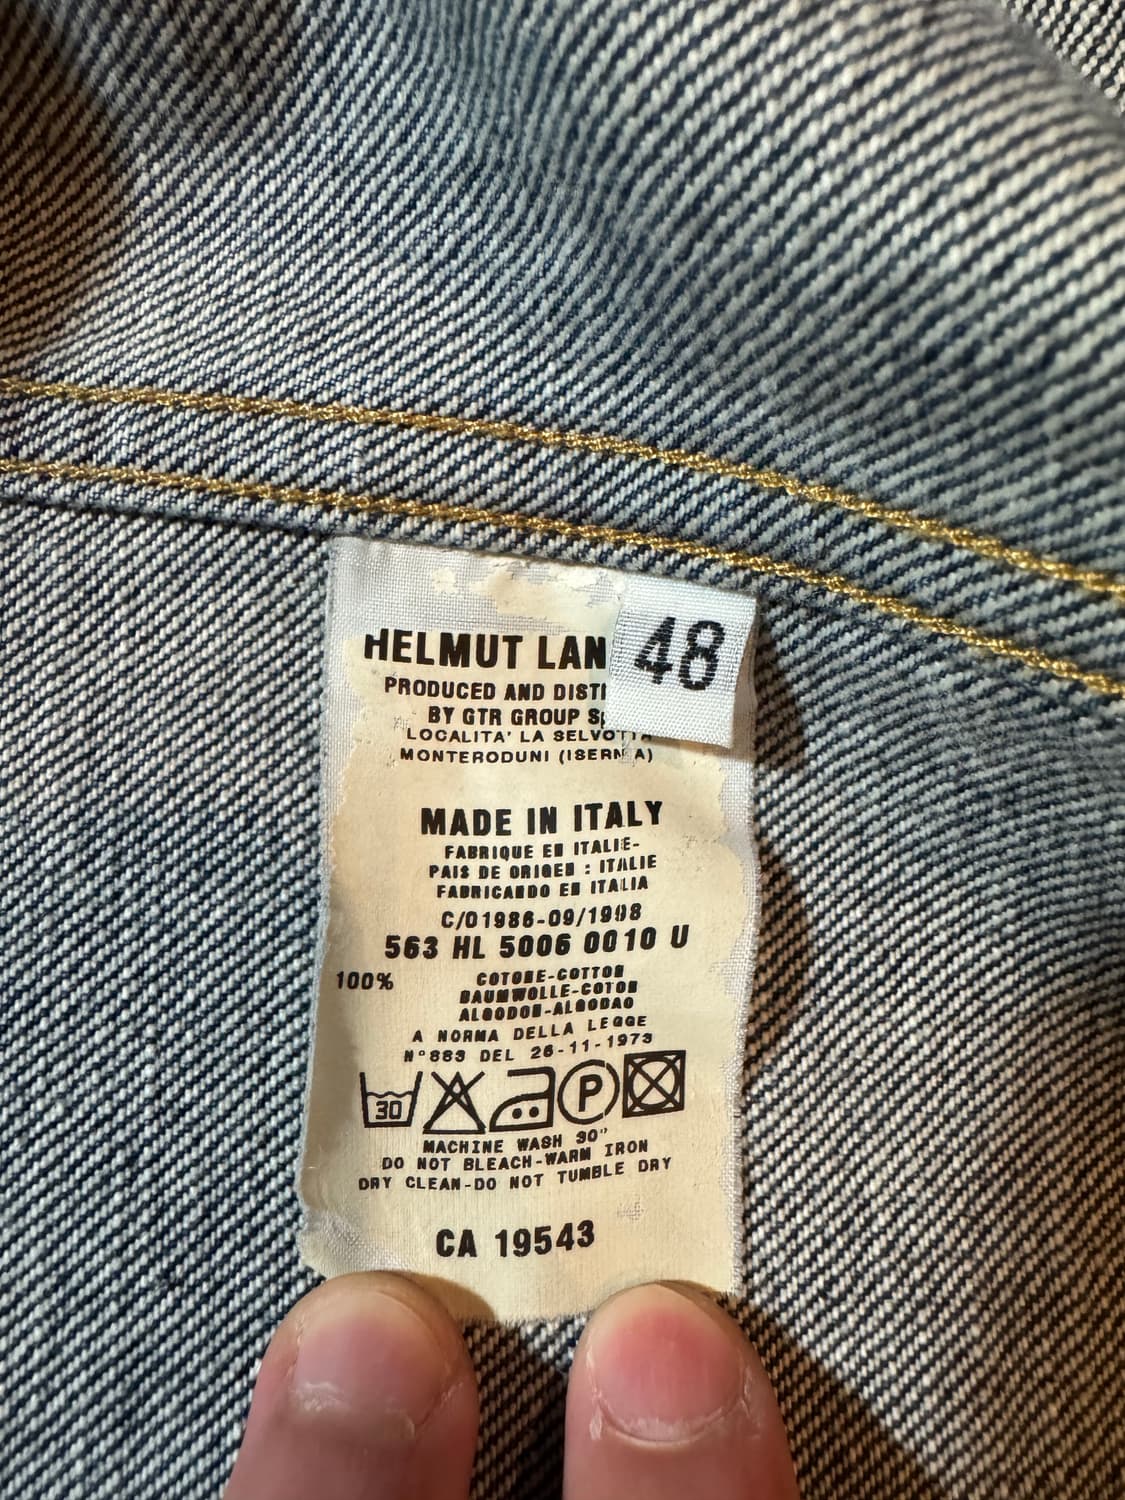 HELMUT LAN
48
PRODUCED AND DISTI
BY GTR GROUP Sp
LOCALITA' LA SELVOTTA
MONTERODUNI (ISERNIA)
MADE IN ITALY
FABRIQUE EN ITALIE-
PAIS DE ORIGEN : ITALIE
FABRICANDO EN ITALIA
C/01986-09/1998
563 HL 5006 0010 U
100% COTONE-COTTON
BAUMWOLLE-COTON
ALGODON-ALGODAO
A NORMA DELLA LEGGE
N°883 DEL 26-11-1973
30 P
MACHINE WASH 30°
DO NOT BLEACH-WARM IRON
DRY CLEAN-DO NOT TUMBLE DRY
CA 19543